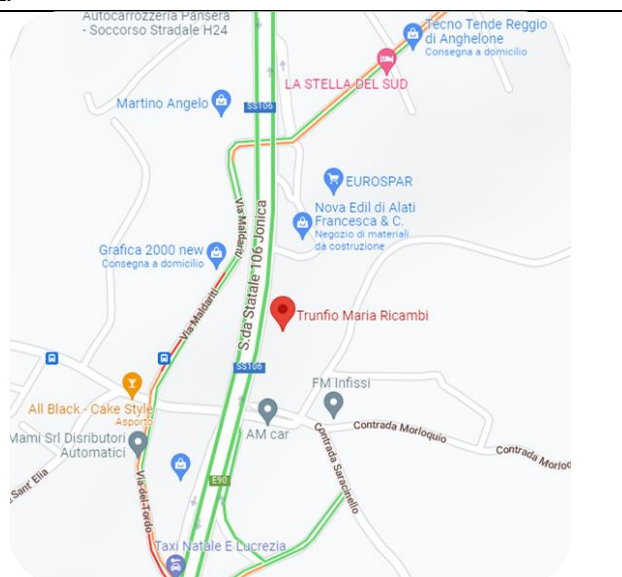 Autocarrozzeria Pansera
- Soccorso Stradale H24
Tecno Tende Reggio
di Anghelone
Consegna a domicilio
LA STELLA DEL SUD
Martino Angelo
SS106
EUROSPAR
Via Maldariti
Nova Edil di Alati
Francesca & C.
Negozio di materiali
da costruzione
S.da Statale 106 Jonica
Grafica 2000 new
Consegna a domicilio
Via Maldariti
Trunfio Maria Ricambi
SS106
FM Infissi
All Black - Cake Style
Asporto
AM car
Contrada Morloquio
Contrada Morloq
Mami Srl Disributori
Automatici
Contrada Saracinello
Sant' Elia
Via del Tordo
E90
Taxi Natale E Lucrezia